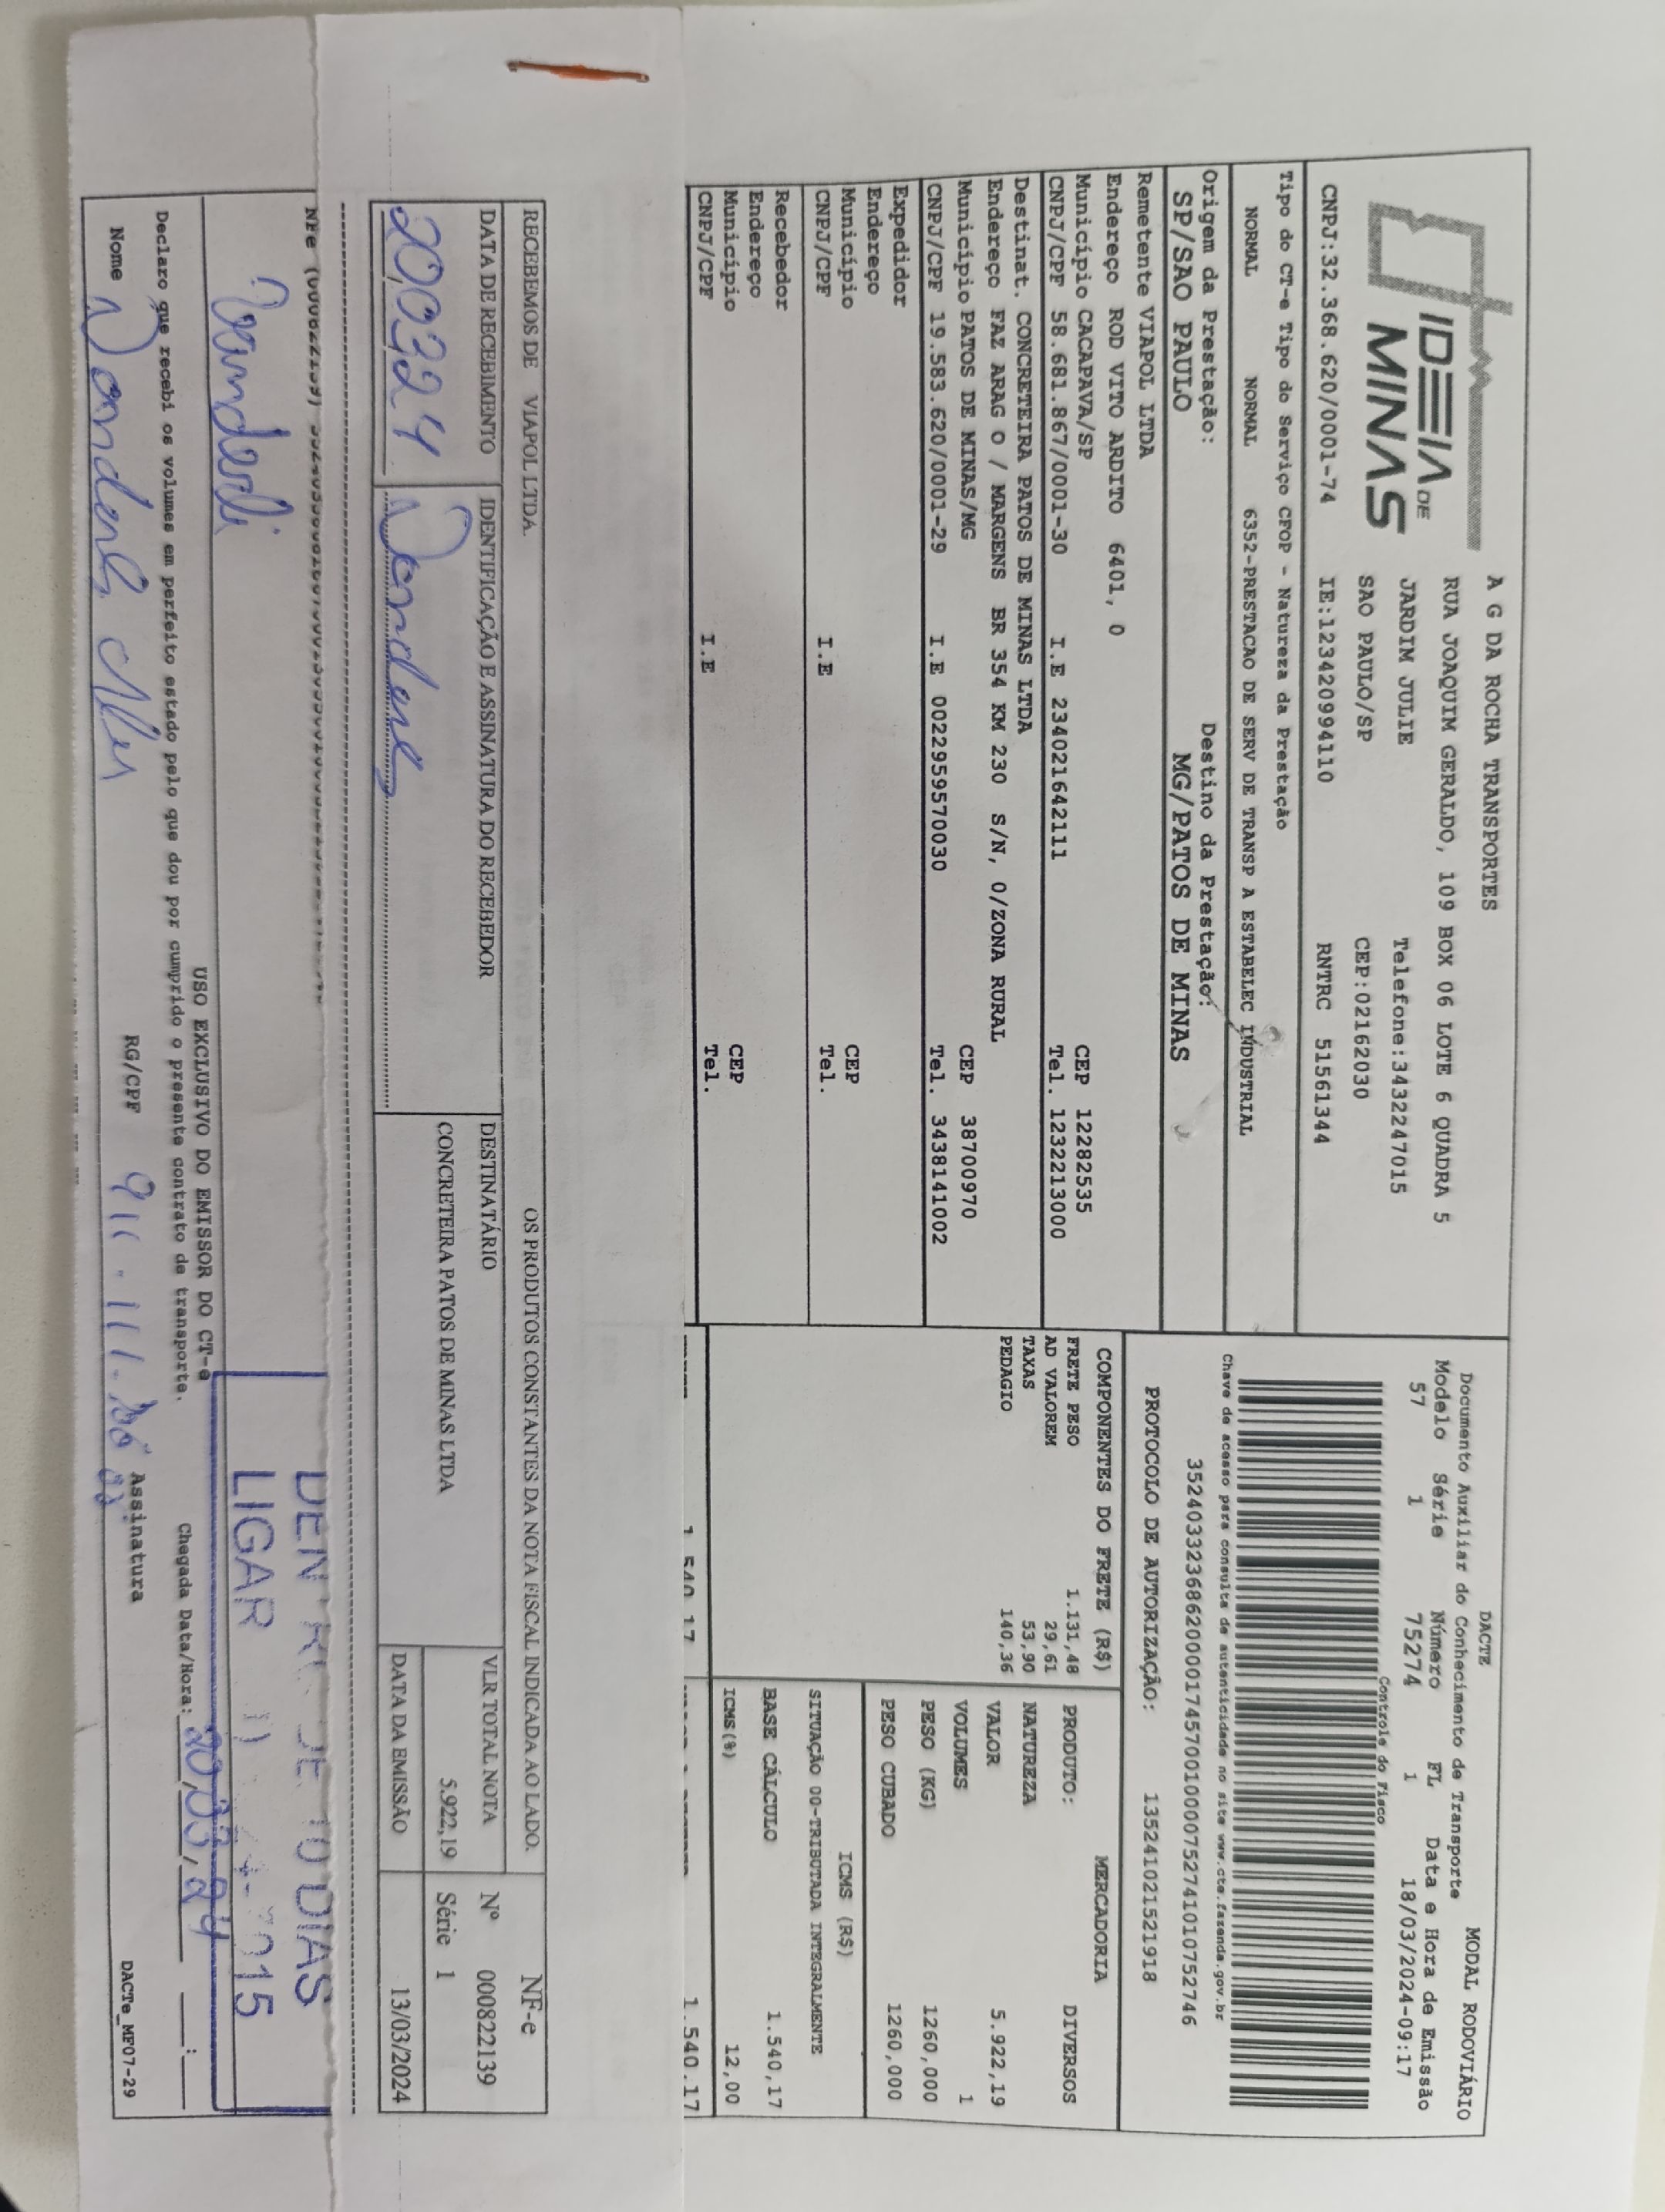 IDEIA DE MINAS
A G DA ROCHA TRANSPORTES
RUA JOAQUIM GERALDO, 109 BOX 06 LOTE 6 QUADRA 5
JARDIM JULIE
Telefone:3432247015
SAO PAULO/SP
CEP:02162030
CNPJ:32.368.620/0001-74 IE:123420994110 RNTRC 51561344
Tipo do CT-e Tipo do Serviço CFOP - Natureza da Prestação
NORMAL NORMAL 6352-PRESTACAO DE SERV DE TRANSP A ESTABELEC INDUSTRIAL
Origem da Prestação: Destino da Prestação:
SP/SAO PAULO MG/PATOS DE MINAS
DACTE MODAL RODOVIÁRIO
Documento Auxiliar do Conhecimento de Transporte
Modelo Série Número FL Data e Hora de Emissão
57 1 75274 1 18/03/2024-09:17
Controle do Fisco
Chave de acesso para consulta de autenticidade no site www.cte.fazenda.gov.br
35240332368620000174570010000752741010752746
PROTOCOLO DE AUTORIZAÇÃO: 135241021521918
Remetente VIAPOL LTDA
Endereço ROD VITO ARDITO 6401, 0
Município CACAPAVA/SP CEP 12282535
CNPJ/CPF 58.681.867/0001-30 I.E 234021642111 Tel. 1232213000
Destinat. CONCRETEIRA PATOS DE MINAS LTDA
Endereço FAZ ARAG O / MARGENS BR 354 KM 230 S/N, 0/ZONA RURAL
Município PATOS DE MINAS/MG CEP 38700970
CNPJ/CPF 19.583.620/0001-29 I.E 0022959570030 Tel. 3438141002
Expedidor
Endereço
Município CEP
CNPJ/CPF I.E Tel.
Recebedor
Endereço
Município CEP
CNPJ/CPF I.E Tel.
COMPONENTES DO FRETE (R$)
FRETE PESO 1.131,48
AD VALOREM 29,61
TAXAS 53,90
PEDAGIO 140,36
1.540,17
MERCADORIA
PRODUTO: DIVERSOS
NATUREZA
VALOR 5.922,19
VOLUMES 1
PESO (KG) 1260,000
PESO CUBADO 1260,000
ICMS (R$)
SITUAÇÃO 00-TRIBUTADA INTEGRALMENTE
BASE CÁLCULO 1.540,17
ICMS(%) 12,00
1.540.17
RECEBEMOS DE VIAPOL LTDA. OS PRODUTOS CONSTANTES DA NOTA FISCAL INDICADA AO LADO.
DATA DE RECEBIMENTO IDENTIFICAÇÃO E ASSINATURA DO RECEBEDOR
200324
DESTINATÁRIO
CONCRETEIRA PATOS DE MINAS LTDA
VLR TOTAL NOTA
5.922,19
DATA DA EMISSÃO
13/03/2024
NF-e
Nº 000822139
Série 1
DE 10 DIAS
LIGAR
USO EXCLUSIVO DO EMISSOR DO CT-e
Declaro que recebi os volumes em perfeito estado pelo que dou por cumprido o presente contrato de transporte. Chegada Data/Hora: 20/03/24
Nome RG/CPF Assinatura
DACTe_MF07-29